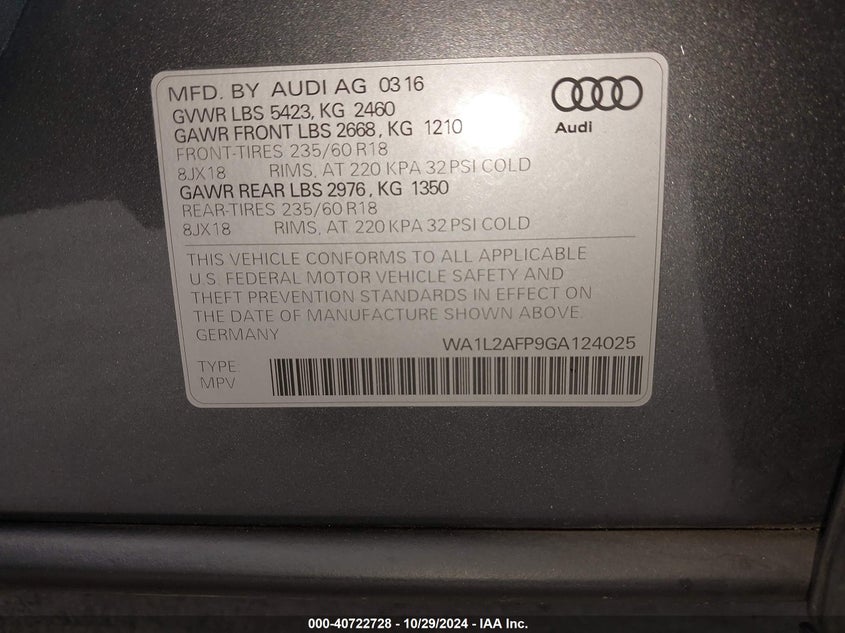 MFD. BY AUDI AG 0316
GVWR LBS 5423, KG 2460
GAWR FRONT LBS 2668, KG 1210
FRONT-TIRES 235/60 R18
8JX18 RIMS, AT 220 KPA 32 PSI COLD
GAWR REAR LBS 2976, KG 1350
REAR-TIRES 235/60 R18
8JX18 RIMS, AT 220 KPA 32 PSI COLD
Audi
THIS VEHICLE CONFORMS TO ALL APPLICABLE
U.S. FEDERAL MOTOR VEHICLE SAFETY AND
THEFT PREVENTION STANDARDS IN EFFECT ON
THE DATE OF MANUFACTURE SHOWN ABOVE.
GERMANY
WA1L2AFP9GA124025
TYPE
MPV
000-40722728 - 10/29/2024 - IAA Inc.